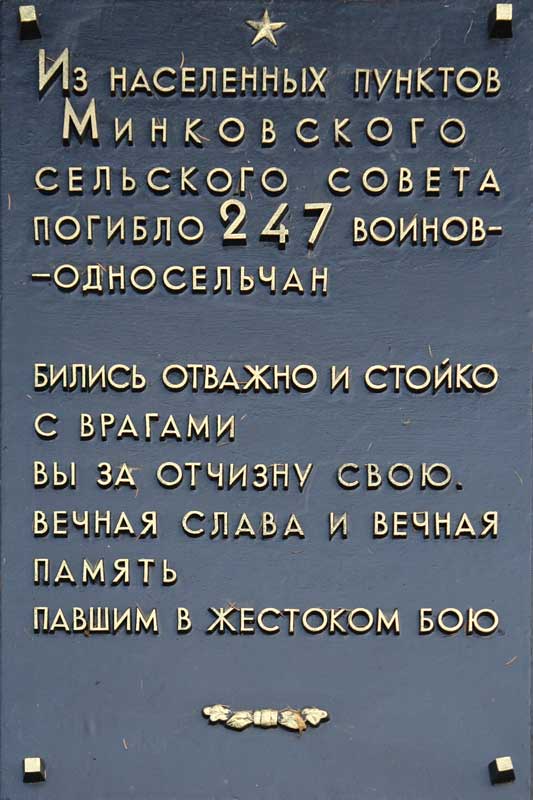 Из населенных пунктов
Минковского
сельского совета
погибло 247 воинов-
-односельчан
бились отважно и стойко
с врагами
вы за отчизну свою.
вечная слава и вечная
память
павшим в жестоком бою